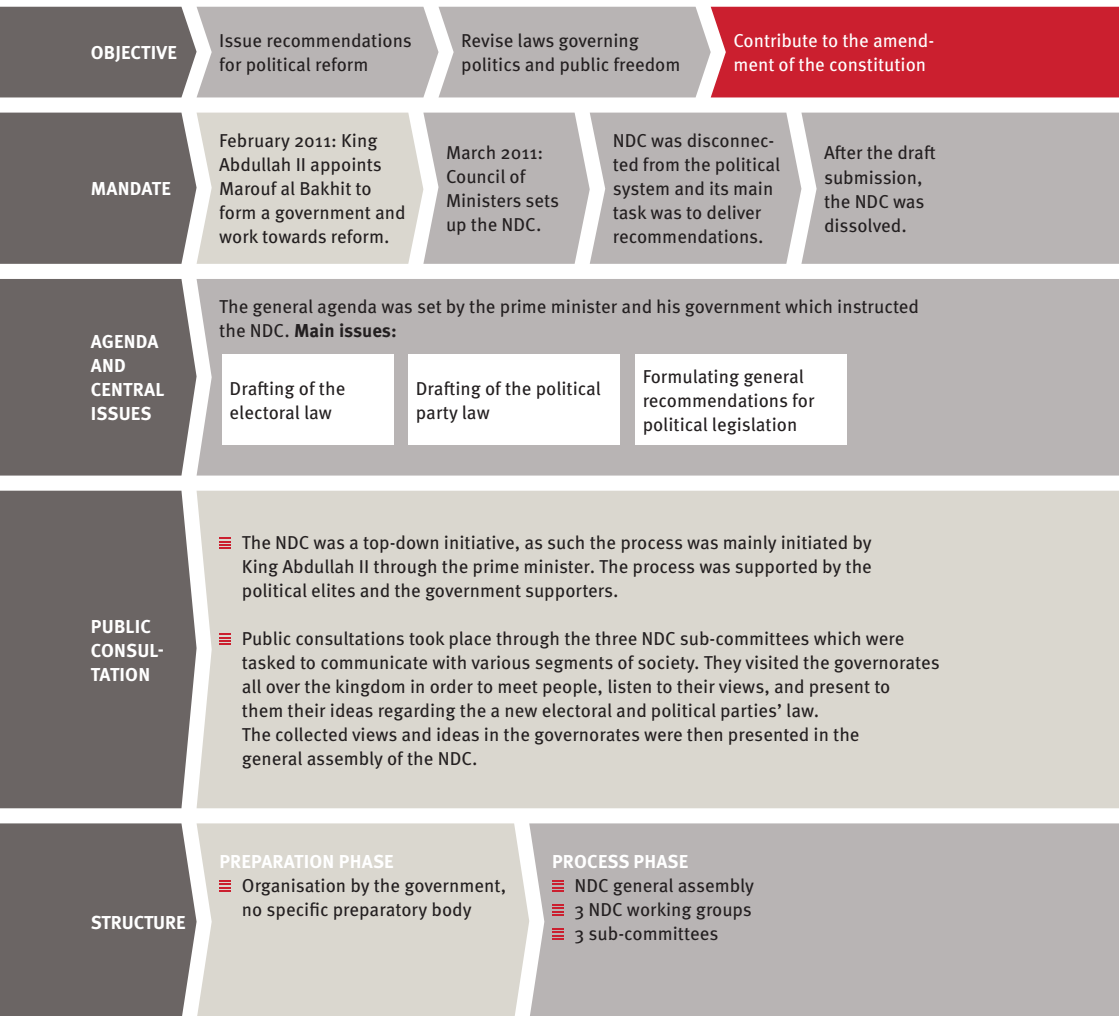 OBJECTIVE
Issue recommendations
for political reform
Revise laws governing
politics and public freedom
Contribute to the amend-
ment of the constitution
MANDATE
February 2011: King
Abdullah II appoints
Marouf al Bakhit to
form a government and
work towards reform.
March 2011:
Council of
Ministers sets
up the NDC.
NDC was disconnec-
ted from the political
system and its main
task was to deliver
recommendations.
After the draft
submission,
the NDC was
dissolved.
AGENDA
AND
CENTRAL
ISSUES
The general agenda was set by the prime minister and his government which instructed
the NDC. Main issues:
Drafting of the
electoral law
Drafting of the political
party law
Formulating general
recommendations for
political legislation
PUBLIC
CONSUL-
TATION
The NDC was a top-down initiative, as such the process was mainly initiated by
King Abdullah II through the prime minister. The process was supported by the
political elites and the government supporters.
Public consultations took place through the three NDC sub-committees which were
tasked to communicate with various segments of society. They visited the governorates
all over the kingdom in order to meet people, listen to their views, and present to
them their ideas regarding the a new electoral and political parties’ law.
The collected views and ideas in the governorates were then presented in the
general assembly of the NDC.
STRUCTURE
PREPARATION PHASE
Organisation by the government,
no specific preparatory body
PROCESS PHASE
NDC general assembly
3 NDC working groups
3 sub-committees